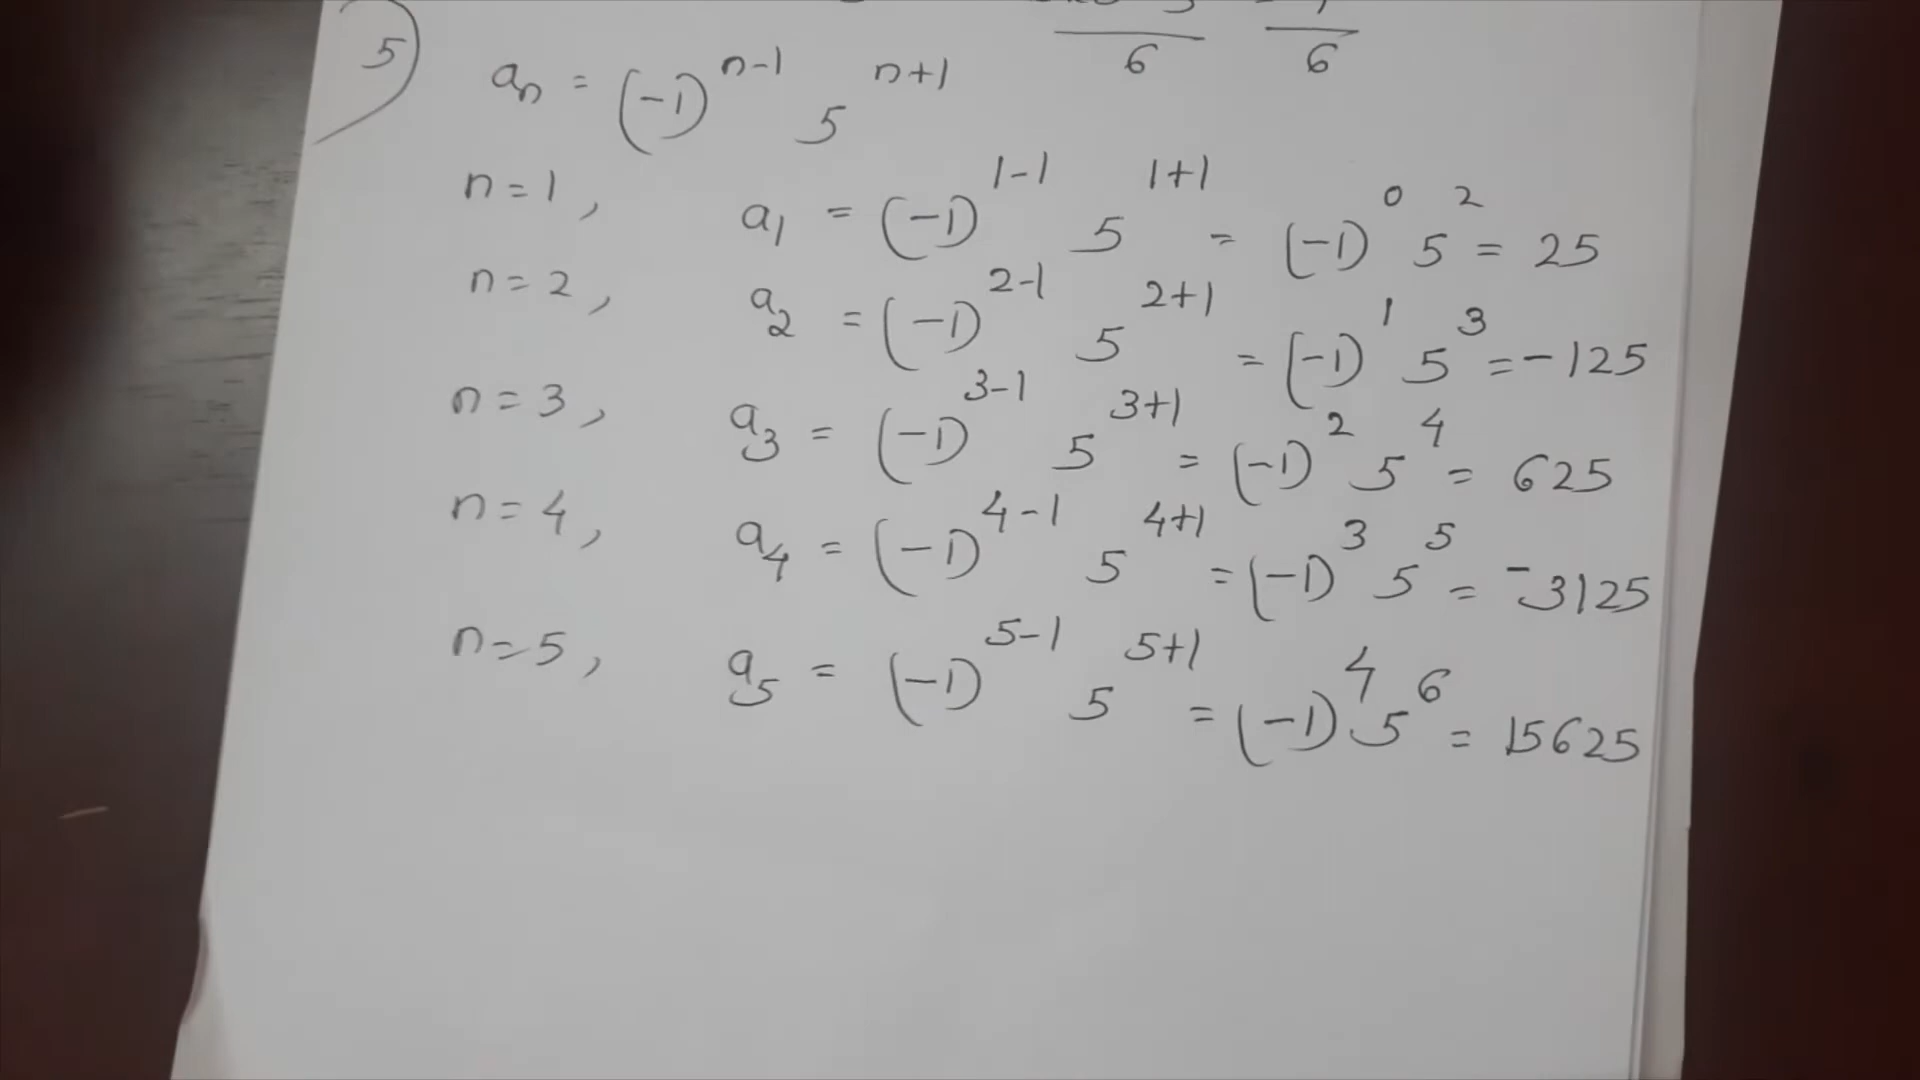 6 6
5) aₙ = (-1)ⁿ⁻¹ 5ⁿ⁺¹
n=1, a₁ = (-1)¹⁻¹ 5¹⁺¹ = (-1)⁰ 5² = 25
n=2, a₂ = (-1)²⁻¹ 5²⁺¹ = (-1)¹ 5³ = -125
n=3, a₃ = (-1)³⁻¹ 5³⁺¹ = (-1)² 5⁴ = 625
n=4, a₄ = (-1)⁴⁻¹ 5⁴⁺¹ = (-1)³ 5⁵ = -3125
n=5, a₅ = (-1)⁵⁻¹ 5⁵⁺¹ = (-1)⁴ 5⁶ = 15625